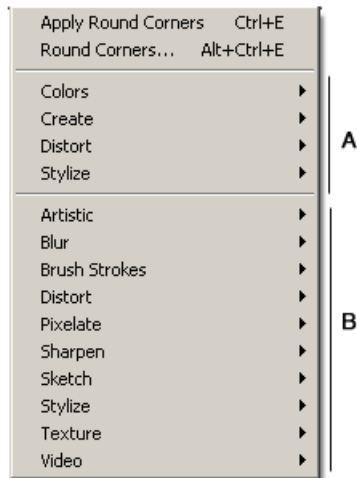 Apply Round Corners Ctrl+E
Round Corners... Alt+Ctrl+E
Colors
Create
Distort
Stylize
A
Artistic
Blur
Brush Strokes
Distort
Pixelate
Sharpen
Sketch
Stylize
Texture
Video
B